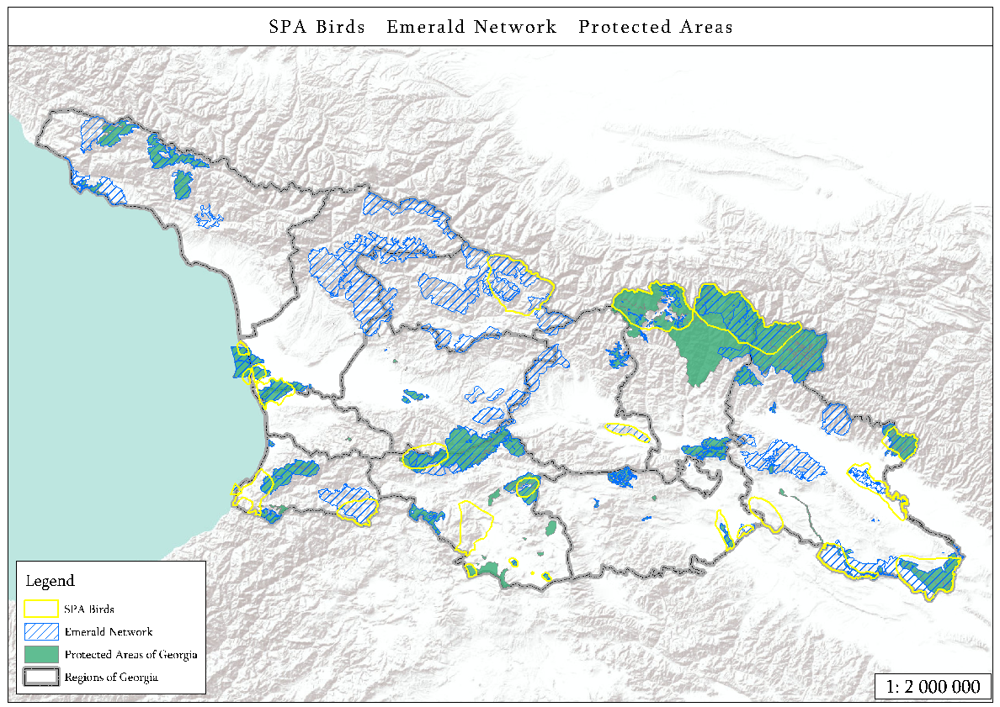 SPA Birds Emerald Network Protected Areas
Legend
SPA Birds
Emerald Network
Protected Areas of Georgia
Regions of Georgia
1: 2 000 000